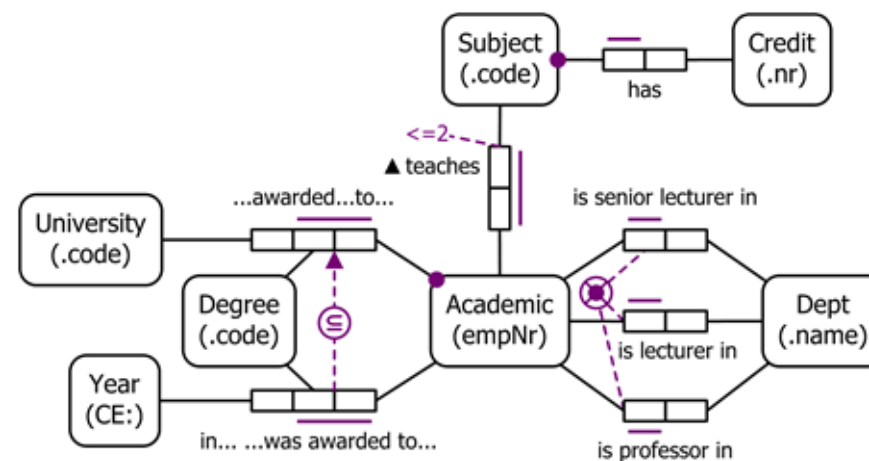 Subject
(.code)
Credit
(.nr)
has
<=2
▲ teaches
...awarded...to...
is senior lecturer in
University
(.code)
Degree
(.code)
Academic
(empNr)
Dept
(.name)
is lecturer in
Year
(CE:)
in... ...was awarded to...
is professor in